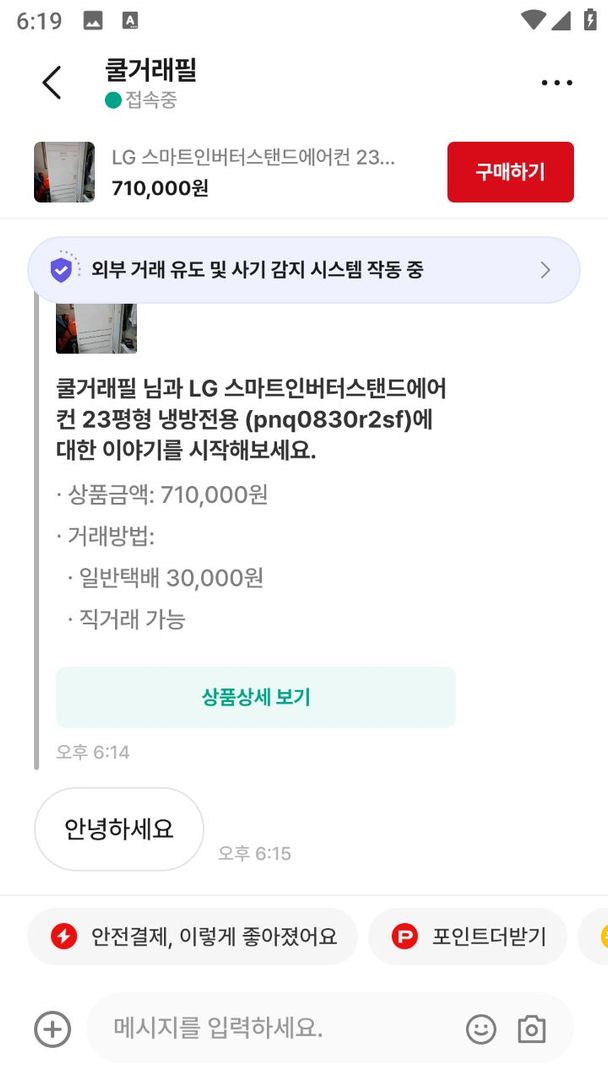 6:19
A
쿨거래필
접속중
LG 스마트인버터스탠드에어컨 23...
710,000원
구매하기
외부 거래 유도 및 사기 감지 시스템 작동 중
쿨거래필 님과 LG 스마트인버터스탠드에어
컨 23평형 냉방전용 (pnq0830r2sf)에
대한 이야기를 시작해보세요.
· 상품금액: 710,000원
· 거래방법:
· 일반택배 30,000원
· 직거래 가능
상품상세 보기
오후 6:14
안녕하세요
오후 6:15
안전결제, 이렇게 좋아졌어요
P 포인트더받기
메시지를 입력하세요.